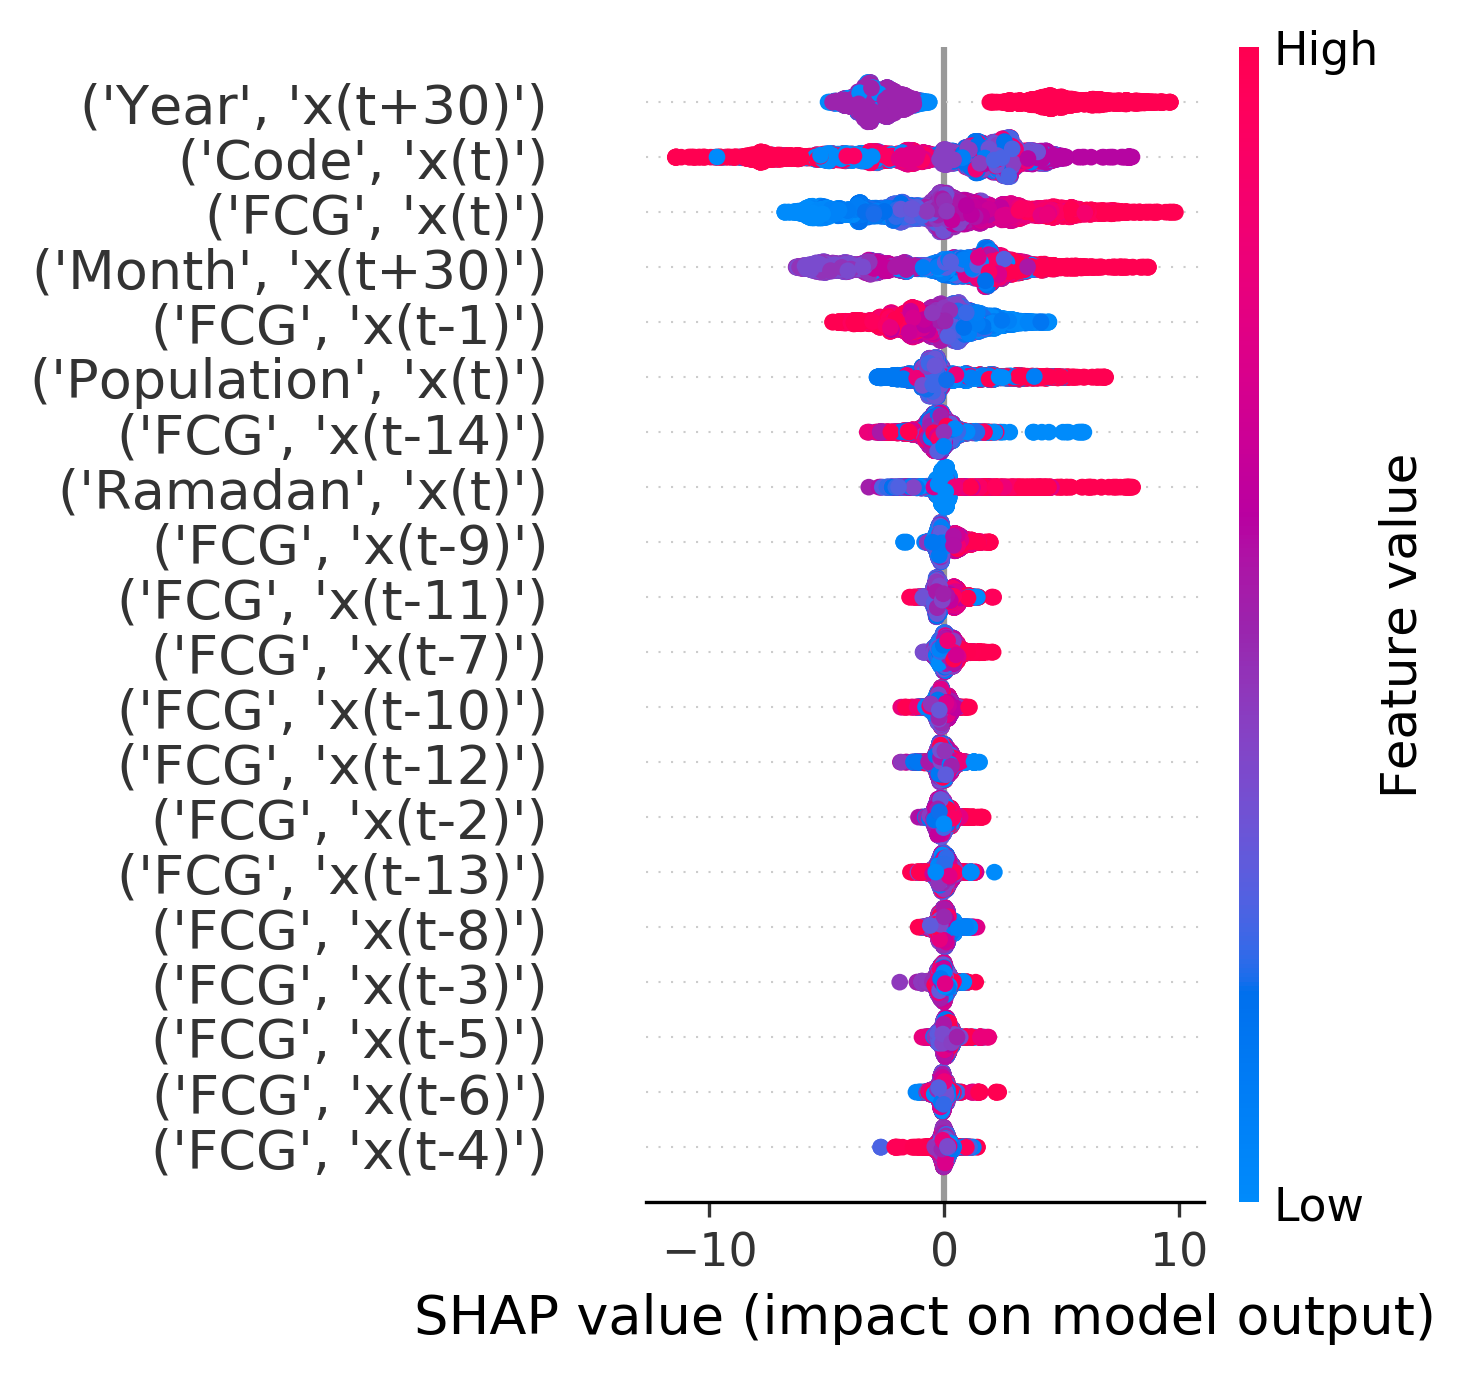 High
('Year', 'x(t+30)')
('Code', 'x(t)')
('FCG', 'x(t)')
('Month', 'x(t+30)')
('FCG', 'x(t-1)')
('Population', 'x(t)')
('FCG', 'x(t-14)')
('Ramadan', 'x(t)')
('FCG', 'x(t-9)')
('FCG', 'x(t-11)')
('FCG', 'x(t-7)')
('FCG', 'x(t-10)')
('FCG', 'x(t-12)')
('FCG', 'x(t-2)')
('FCG', 'x(t-13)')
('FCG', 'x(t-8)')
('FCG', 'x(t-3)')
('FCG', 'x(t-5)')
('FCG', 'x(t-6)')
('FCG', 'x(t-4)')
Feature value
Low
−10 0 10
SHAP value (impact on model output)